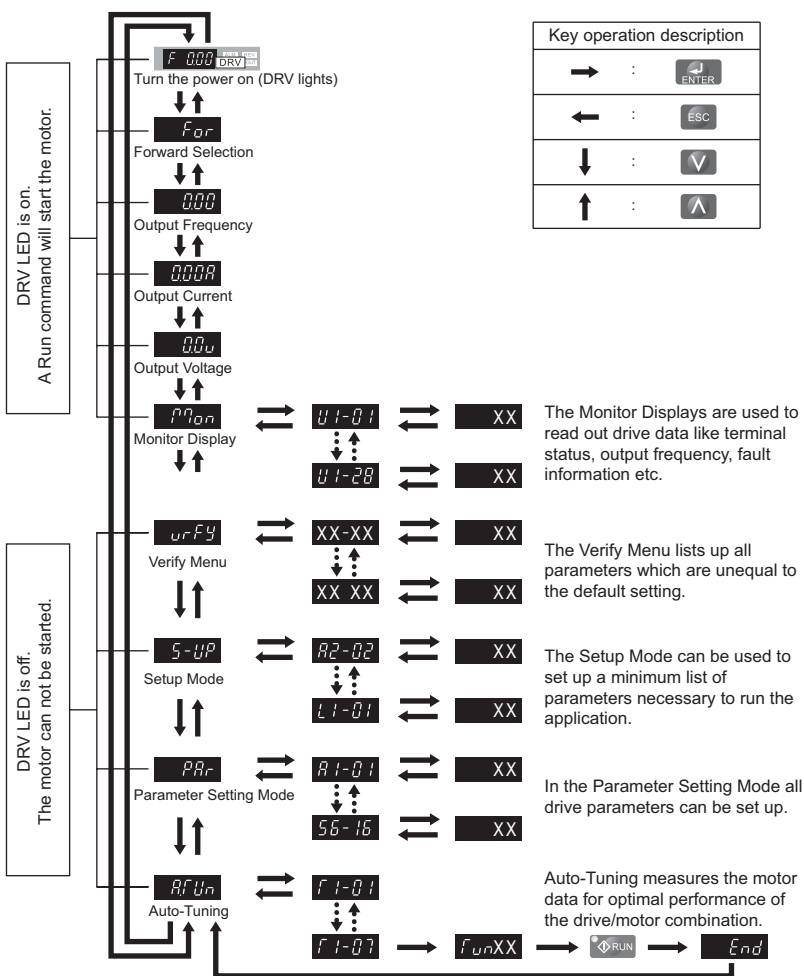 F 0.00
DRV
Turn the power on (DRV lights)
For
Forward Selection
0.00
Output Frequency
0.00A
Output Current
0.0v
Output Voltage
Mon
Monitor Display
U1-01
XX
U1-28
XX
The Monitor Displays are used to
read out drive data like terminal
status, output frequency, fault
information etc.
DRV LED is on.
A Run command will start the motor.
Key operation description
: ENTER
: ESC
:
:
vrFY
Verify Menu
XX-XX
XX
XX XX
XX
The Verify Menu lists up all
parameters which are unequal to
the default setting.
S-UP
Setup Mode
A2-02
XX
L1-01
XX
The Setup Mode can be used to
set up a minimum list of
parameters necessary to run the
application.
PAr
Parameter Setting Mode
A1-01
XX
S6-16
XX
In the Parameter Setting Mode all
drive parameters can be set up.
DRV LED is off.
The motor can not be started.
A.TUn
Auto-Tuning
T1-01
T1-07
TunXX
RUN
End
Auto-Tuning measures the motor
data for optimal performance of
the drive/motor combination.